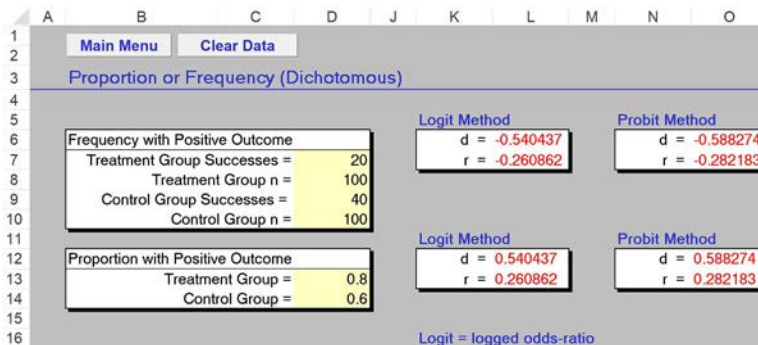 A B C D J K L M N O
1
2 Main Menu Clear Data
3 Proportion or Frequency (Dichotomous)
4
5 Logit Method Probit Method
6 Frequency with Positive Outcome d = -0.540437 d = -0.588274
7 Treatment Group Successes = 20 r = -0.260862 r = -0.282183
8 Treatment Group n = 100
9 Control Group Successes = 40
10 Control Group n = 100
11 Logit Method Probit Method
12 Proportion with Positive Outcome d = 0.540437 d = 0.588274
13 Treatment Group = 0.8 r = 0.260862 r = 0.282183
14 Control Group = 0.6
15
16 Logit = logged odds-ratio